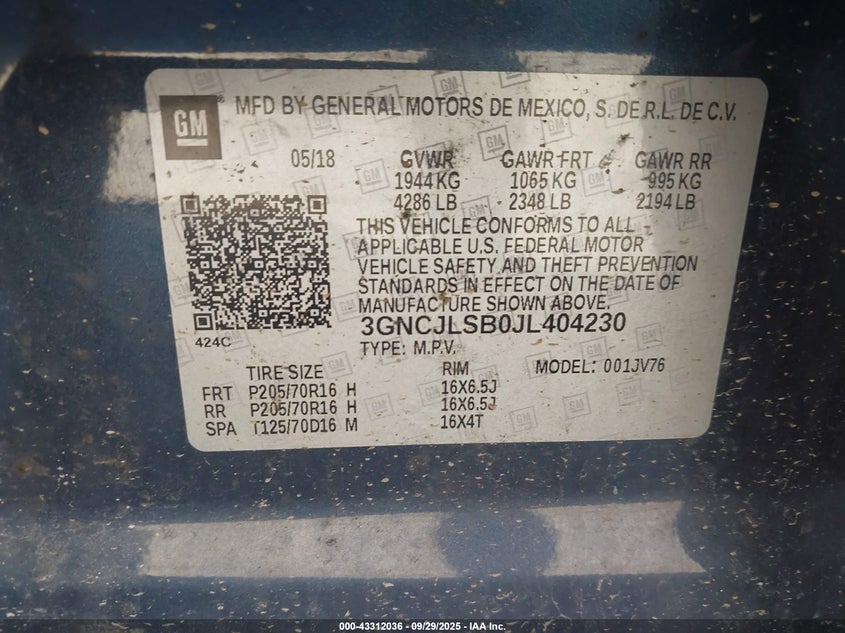 GM ® MFD BY GENERAL MOTORS DE MEXICO, S. DE R.L. DE C.V.
05/18 GVWR GAWR FRT GAWR RR
1944 KG 1065 KG 995 KG
4286 LB 2348 LB 2194 LB
THIS VEHICLE CONFORMS TO ALL
APPLICABLE U.S. FEDERAL MOTOR
VEHICLE SAFETY AND THEFT PREVENTION
STANDARDS IN EFFECT ON THE DATE OF
MANUFACTURE SHOWN ABOVE.
3GNCJLSB0JL404230
424C
TYPE: M.P.V. MODEL: 001JV76
TIRE SIZE RIM
FRT P205/70R16 H 16X6.5J
RR P205/70R16 H 16X6.5J
SPA T125/70D16 M 16X4T
000-43312036 - 09/29/2025 - IAA Inc.